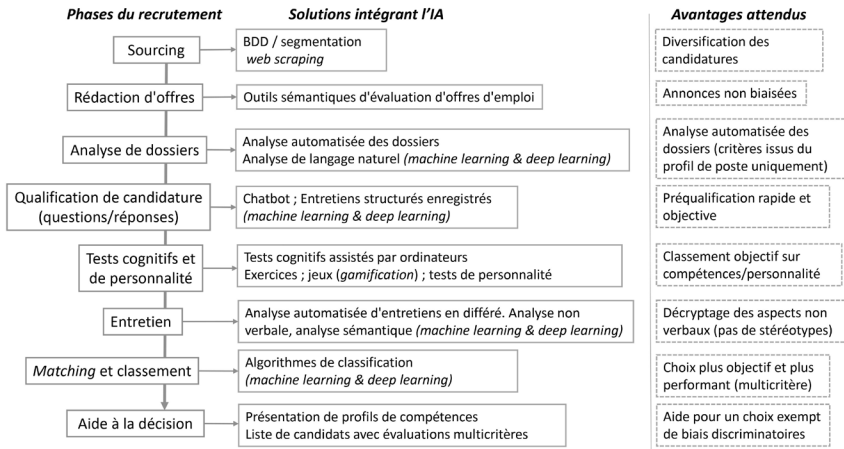 Phases du recrutement
Solutions intégrant l'IA
Avantages attendus
Sourcing
BDD / segmentation
web scraping
Diversification des
candidatures
Rédaction d'offres
Outils sémantiques d'évaluation d'offres d'emploi
Annonces non biaisées
Analyse de dossiers
Analyse automatisée des dossiers
Analyse de langage naturel (machine learning & deep learning)
Analyse automatisée des
dossiers (critères issus du
profil de poste uniquement)
Qualification de candidature
(questions/réponses)
Chatbot ; Entretiens structurés enregistrés
(machine learning & deep learning)
Préqualification rapide et
objective
Tests cognitifs et
de personnalité
Tests cognitifs assistés par ordinateurs
Exercices ; jeux (gamification) ; tests de personnalité
Classement objectif sur
compétences/personnalité
Entretien
Analyse automatisée d'entretiens en différé. Analyse non
verbale, analyse sémantique (machine learning & deep learning)
Décryptage des aspects non
verbaux (pas de stéréotypes)
Matching et classement
Algorithmes de classification
(machine learning & deep learning)
Choix plus objectif et plus
performant (multicritère)
Aide à la décision
Présentation de profils de compétences
Liste de candidats avec évaluations multicritères
Aide pour un choix exempt
de biais discriminatoires